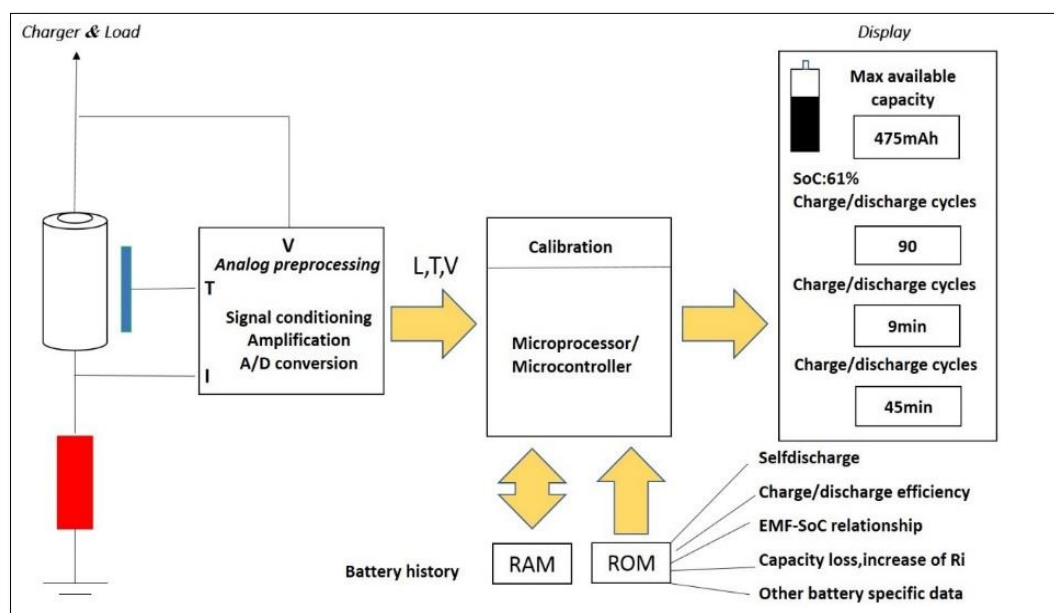 Charger & Load
Display
Max available
capacity
475mAh
SoC:61%
Charge/discharge cycles
90
Charge/discharge cycles
9min
Charge/discharge cycles
45min
V
Analog preprocessing
T
Signal conditioning
Amplification
A/D conversion
I
L,T,V
Calibration
Microprocessor/
Microcontroller
Battery history
RAM
ROM
Selfdischarge
Charge/discharge efficiency
EMF-SoC relationship
Capacity loss,increase of Ri
Other battery specific data